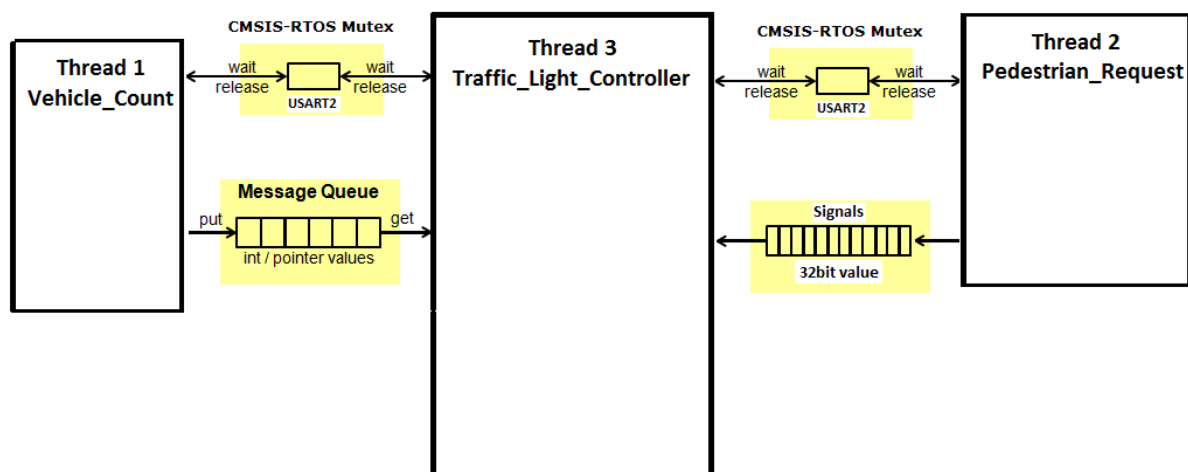 CMSIS-RTOS Mutex
Thread 1
Vehicle_Count
wait
wait
release
release
USART2
Message Queue
put
get
int / pointer values
Thread 3
Traffic_Light_Controller
CMSIS-RTOS Mutex
wait
wait
release
release
USART2
Signals
32bit value
Thread 2
Pedestrian_Request